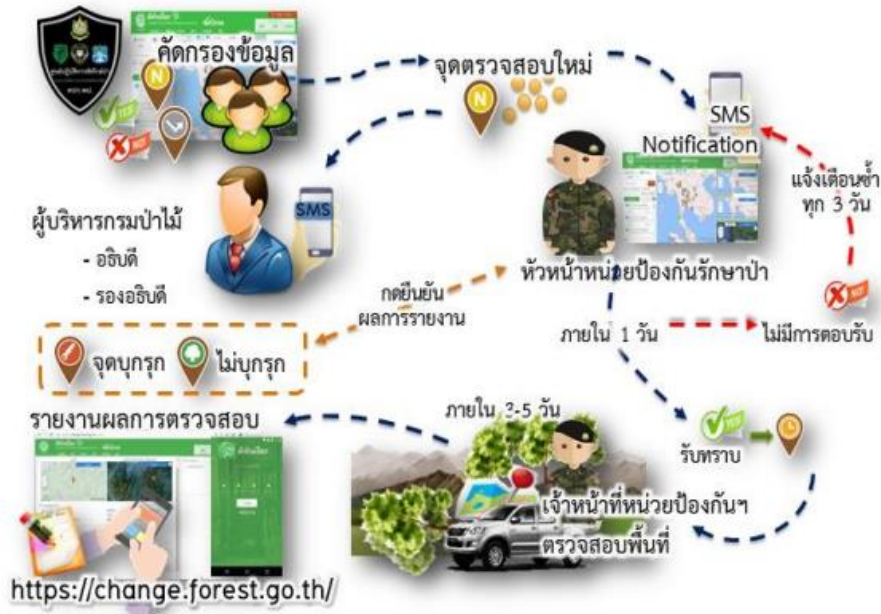 คัดกรองข้อมูล
YES
NO
N
จุดตรวจสอบใหม่
N
SMS
Notification
แจ้งเตือนซ้ำ
ทุก 3 วัน
ผู้บริหารกรมป่าไม้
- อธิบดี
- รองอธิบดี
SMS
หัวหน้าหน่วยป้องกันรักษาป่า
กดยืนยัน
ผลการรายงาน
ภายใน 1 วัน
NO
ไม่มีการตอบรับ
จุดบุกรุก
ไม่บุกรุก
รายงานผลการตรวจสอบ
ภายใน 3-5 วัน
YES
รับทราบ
เจ้าหน้าที่หน่วยป้องกันฯ
ตรวจสอบพื้นที่
https://change.forest.go.th/